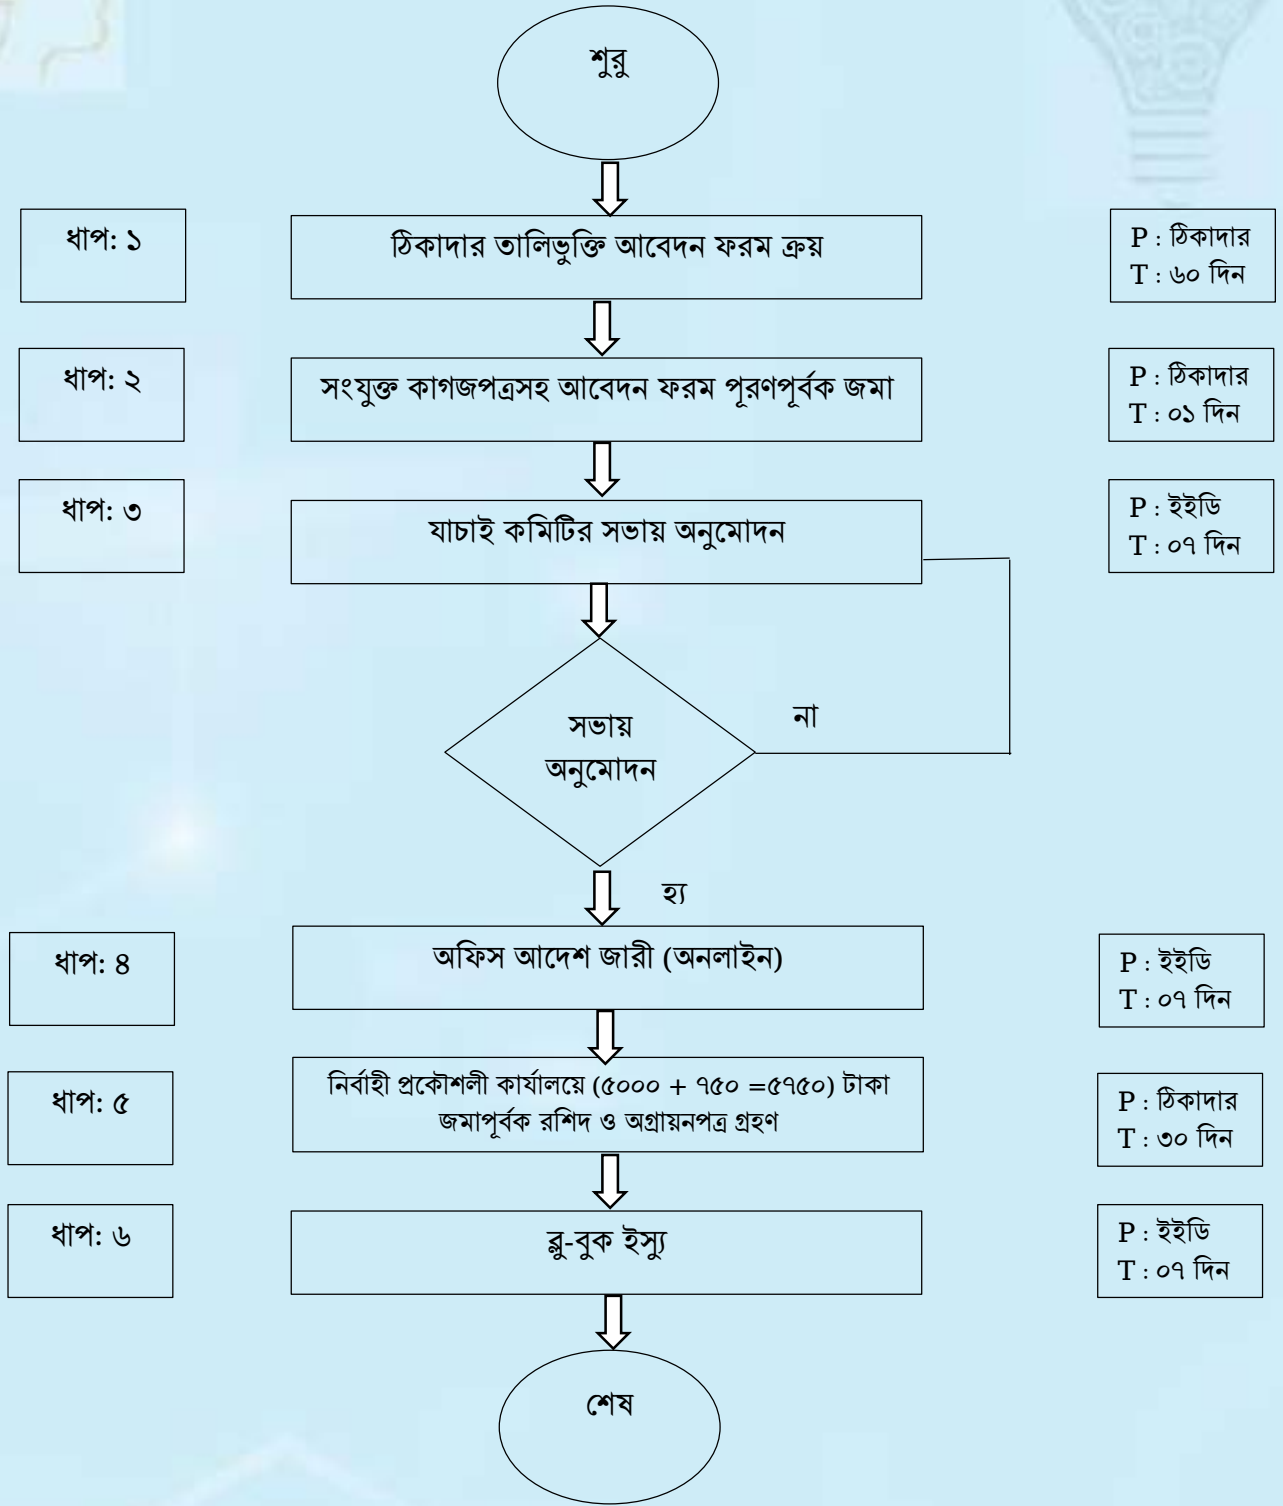 শুরু
ধাপ: ১
ঠিকাদার তালিভুক্তি আবেদন ফরম ক্রয়
P : ঠিকাদার
T : ৬০ দিন
ধাপ: ২
সংযুক্ত কাগজপত্রসহ আবেদন ফরম পূরণপূর্বক জমা
P : ঠিকাদার
T : ০১ দিন
ধাপ: ৩
যাচাই কমিটির সভায় অনুমোদন
P : ইইডি
T : ০৭ দিন
সভায়
অনুমোদন
না
হ্য
ধাপ: ৪
অফিস আদেশ জারী (অনলাইন)
P : ইইডি
T : ০৭ দিন
ধাপ: ৫
নির্বাহী প্রকৌশলী কার্যালয়ে (৫০০০ + ৭৫০ =৫৭৫০) টাকা
জমাপূর্বক রশিদ ও অগ্রায়নপত্র গ্রহণ
P : ঠিকাদার
T : ৩০ দিন
ধাপ: ৬
ব্লু-বুক ইস্যু
P : ইইডি
T : ০৭ দিন
শেষ